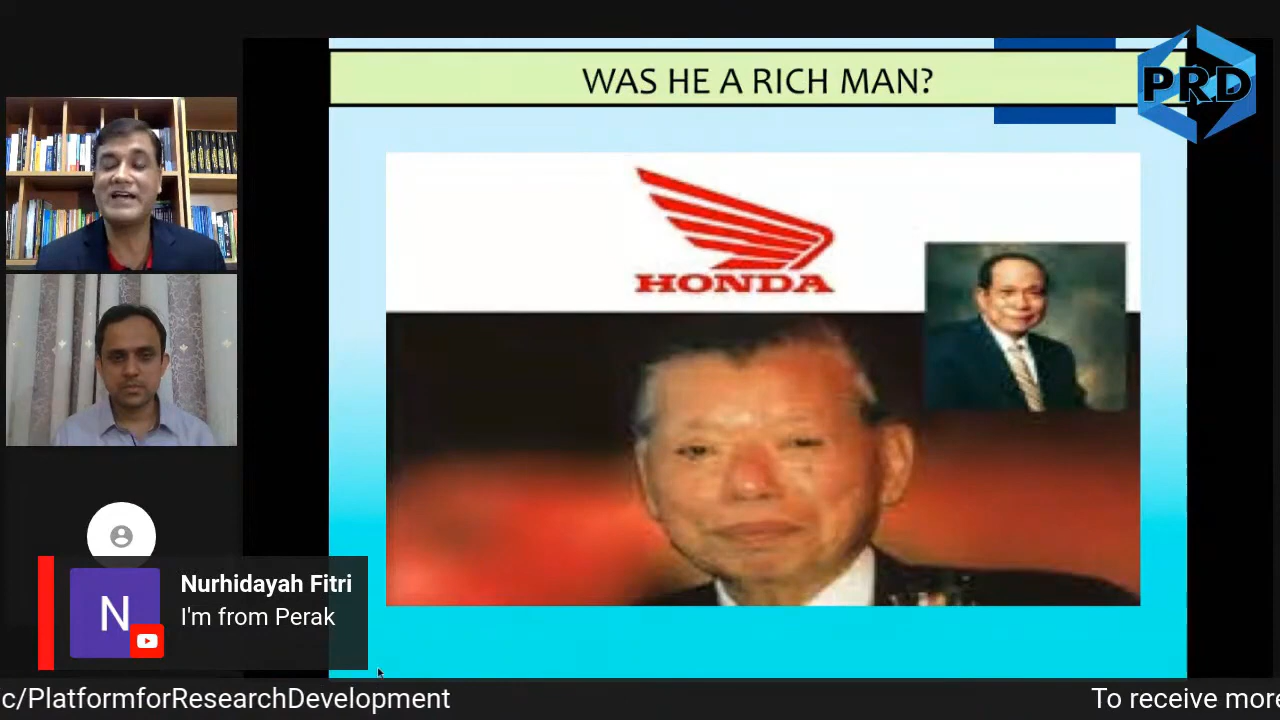 WAS HE A RICH MAN?
PRD
HONDA
N
Nurhidayah Fitri
I'm from Perak
c/PlatformforResearchDevelopment
To receive more